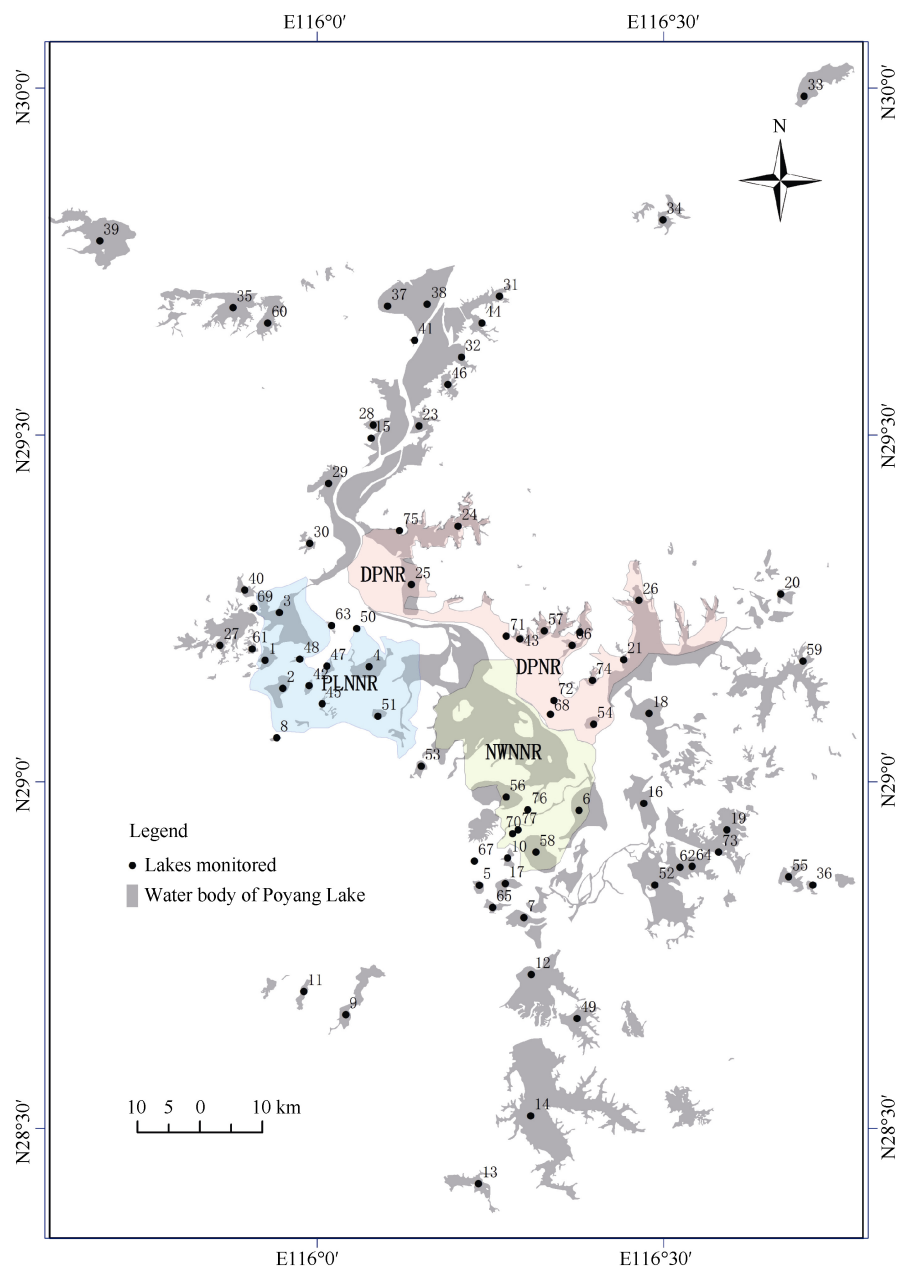 E116°0′ E116°30′
N30°0′ N30°0′
33
N
34
39
31
38
37
35
44
60
41
32
46
28 23
15
N29°30′ N29°30′
29
24
75
30
DPNR 25
40 20
26
69 3
63 50 57
71
27 43 66
61 21 59
1 48 47 4 DPNR
74
2 42 PLNNR
45 72
51 68 18
54
8
NWNNR
53
N29°0′ N29°0′
56
76 6 16
Legend 77 19
70
Lakes monitored 10 58 73
67 62 64
5 17 52 55 36
Water body of Poyang Lake
65
7
12
11
9 49
10 5 0 10 km
14
N28°30′ N28°30′
13
E116°0′ E116°30′